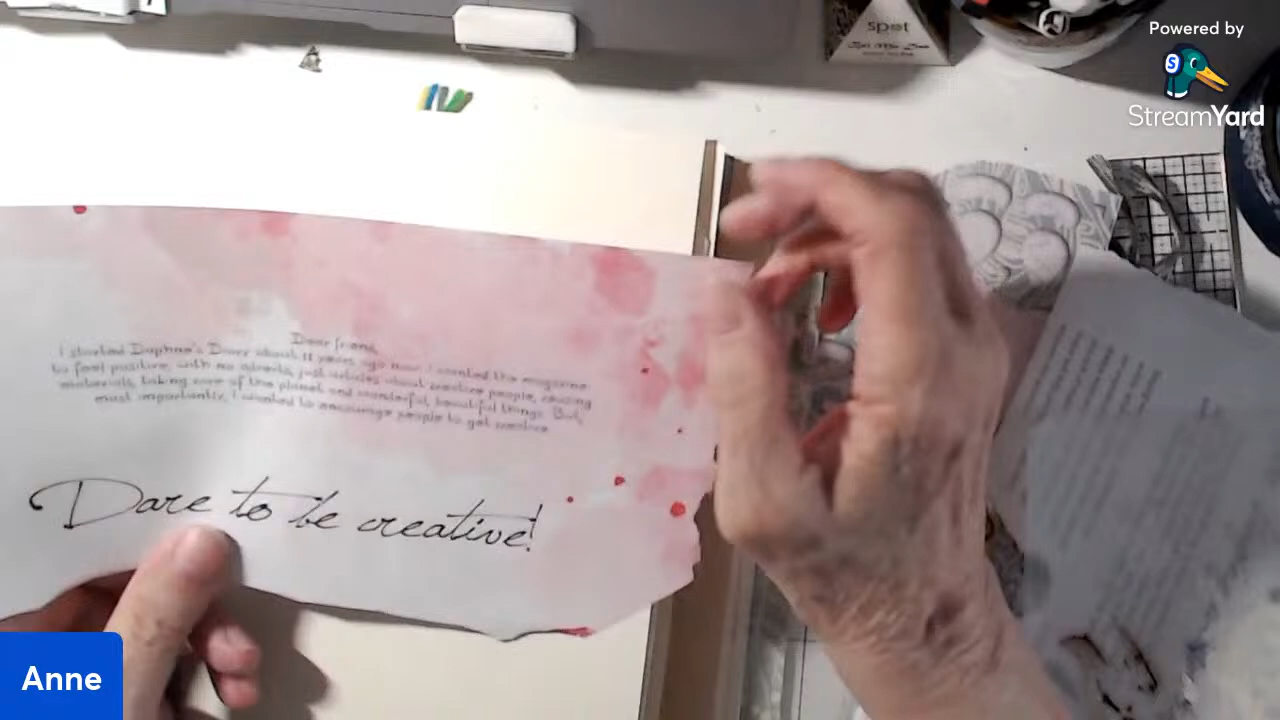 spot
Powered by
StreamYard
Dear friend,
I started Daphne's Diary about 11 years ago now. I wanted the magazine
to feel positive, with no adverts, just articles about creative people, reusing
materials, taking care of the planet and wonderful, beautiful things. But,
most importantly, I wanted to encourage people to get creative
Dare to be creative!
Anne